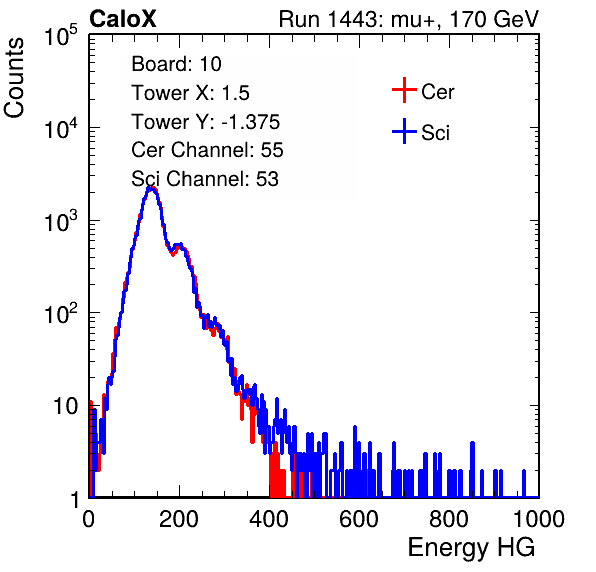 CaloX Run 1443: mu+, 170 GeV
Board: 10
Tower X: 1.5
Tower Y: -1.375
Cer Channel: 55
Sci Channel: 53
Cer
Sci
Counts
10^5
10^4
10^3
10^2
10
1
0 200 400 600 800 1000
Energy HG